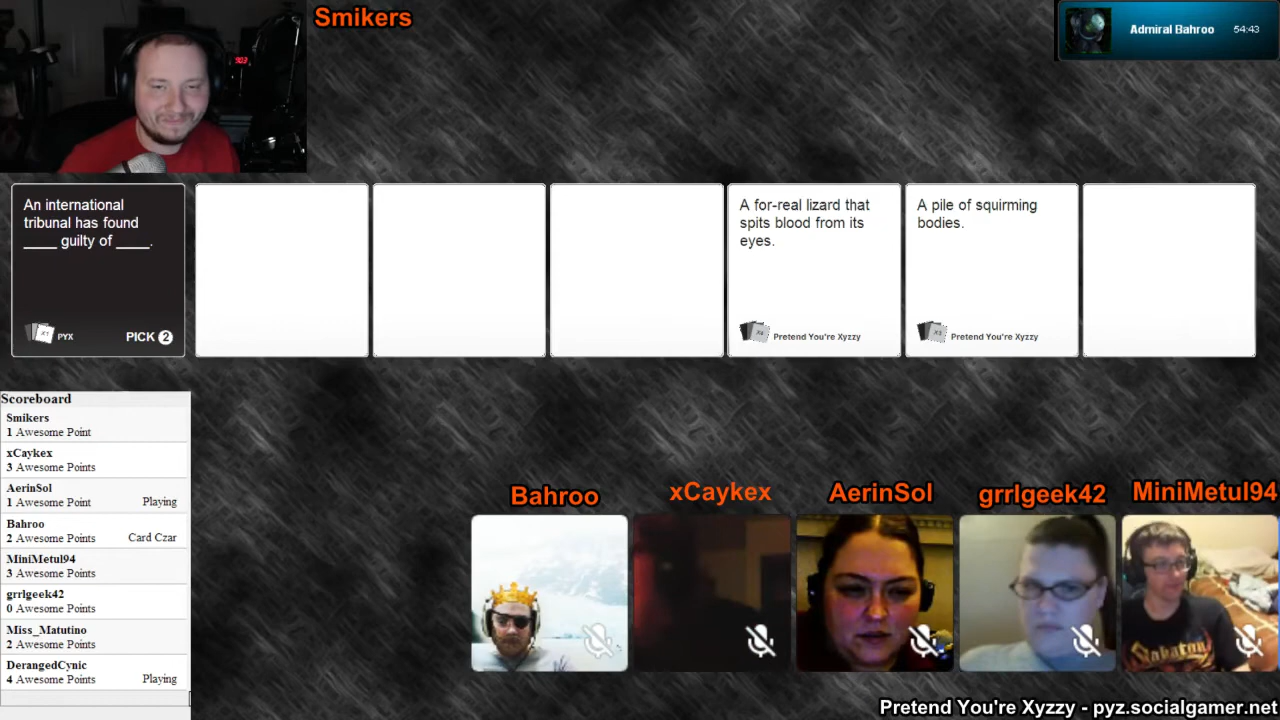 Smikers
Admiral Bahroo 54:43
903
An international
tribunal has found
____ guilty of ____.
PYX
PICK 2
A for-real lizard that
spits blood from its
eyes.
Pretend You're Xyzzy
A pile of squirming
bodies.
Pretend You're Xyzzy
Scoreboard
Smikers
1 Awesome Point
xCaykex
3 Awesome Points
AerinSol
1 Awesome Point Playing
Bahroo
2 Awesome Points Card Czar
MiniMetul94
3 Awesome Points
grrlgeek42
0 Awesome Points
Miss_Matutino
2 Awesome Points
DerangedCynic
4 Awesome Points Playing
Bahroo
xCaykex
AerinSol
grrlgeek42
MiniMetul94
Sabaton
Pretend You're Xyzzy - pyz.socialgamer.net